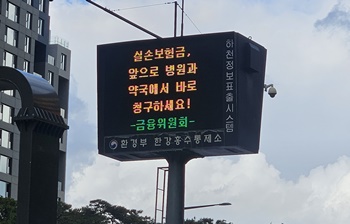 실손보험금,
앞으로 병원과
약국에서 바로
청구하세요!
-금융위원회-
환경부 한강홍수통제소
하천정보표출시스템